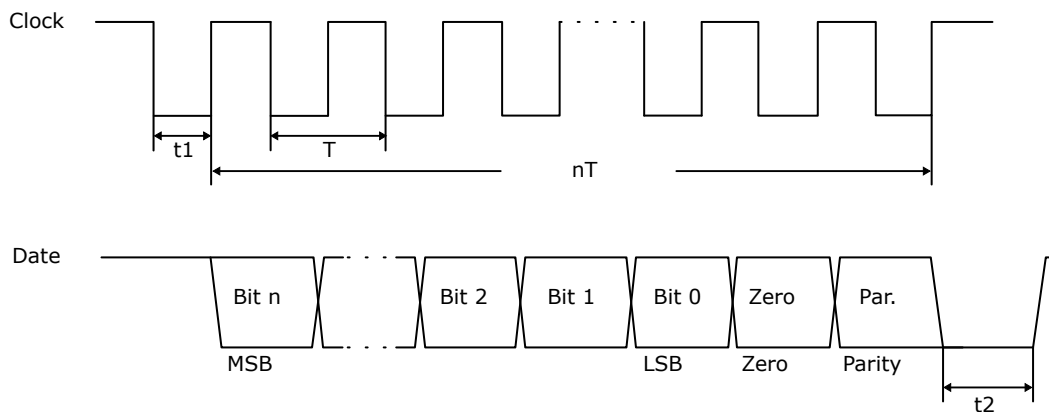 Clock
t1
T
nT
Date
Bit n
Bit 2
Bit 1
Bit 0
Zero
Par.
MSB
LSB
Zero
Parity
t2